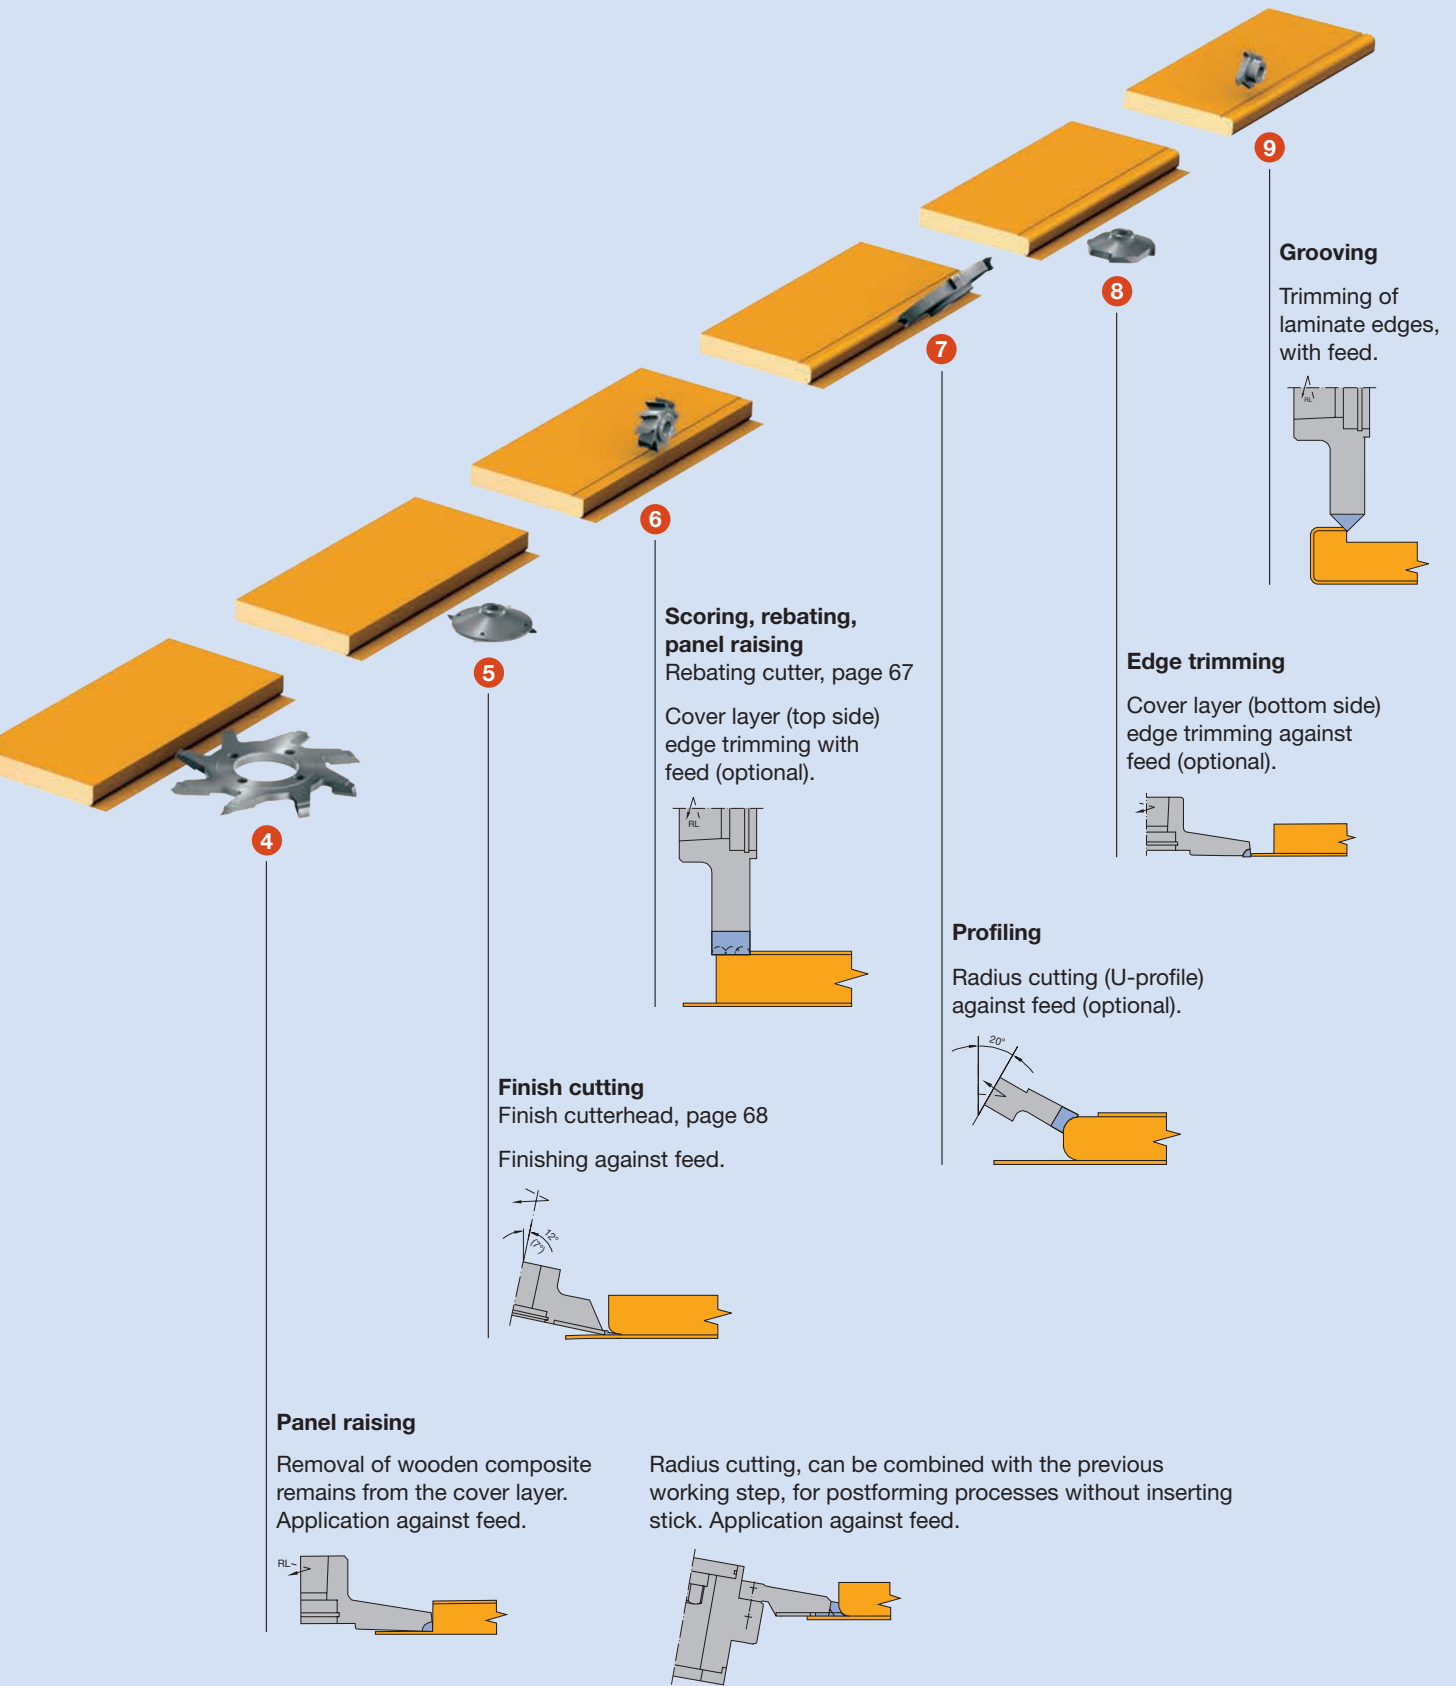 9
Grooving
Trimming of
laminate edges,
with feed.
RL
8
Edge trimming
Cover layer (bottom side)
edge trimming against
feed (optional).
7
Profiling
Radius cutting (U-profile)
against feed (optional).
20°
6
Scoring, rebating,
panel raising
Rebating cutter, page 67
Cover layer (top side)
edge trimming with
feed (optional).
RL
5
Finish cutting
Finish cutterhead, page 68
Finishing against feed.
12°
(7°)
4
Panel raising
Removal of wooden composite
remains from the cover layer.
Application against feed.
RL
Radius cutting, can be combined with the previous
working step, for postforming processes without inserting
stick. Application against feed.